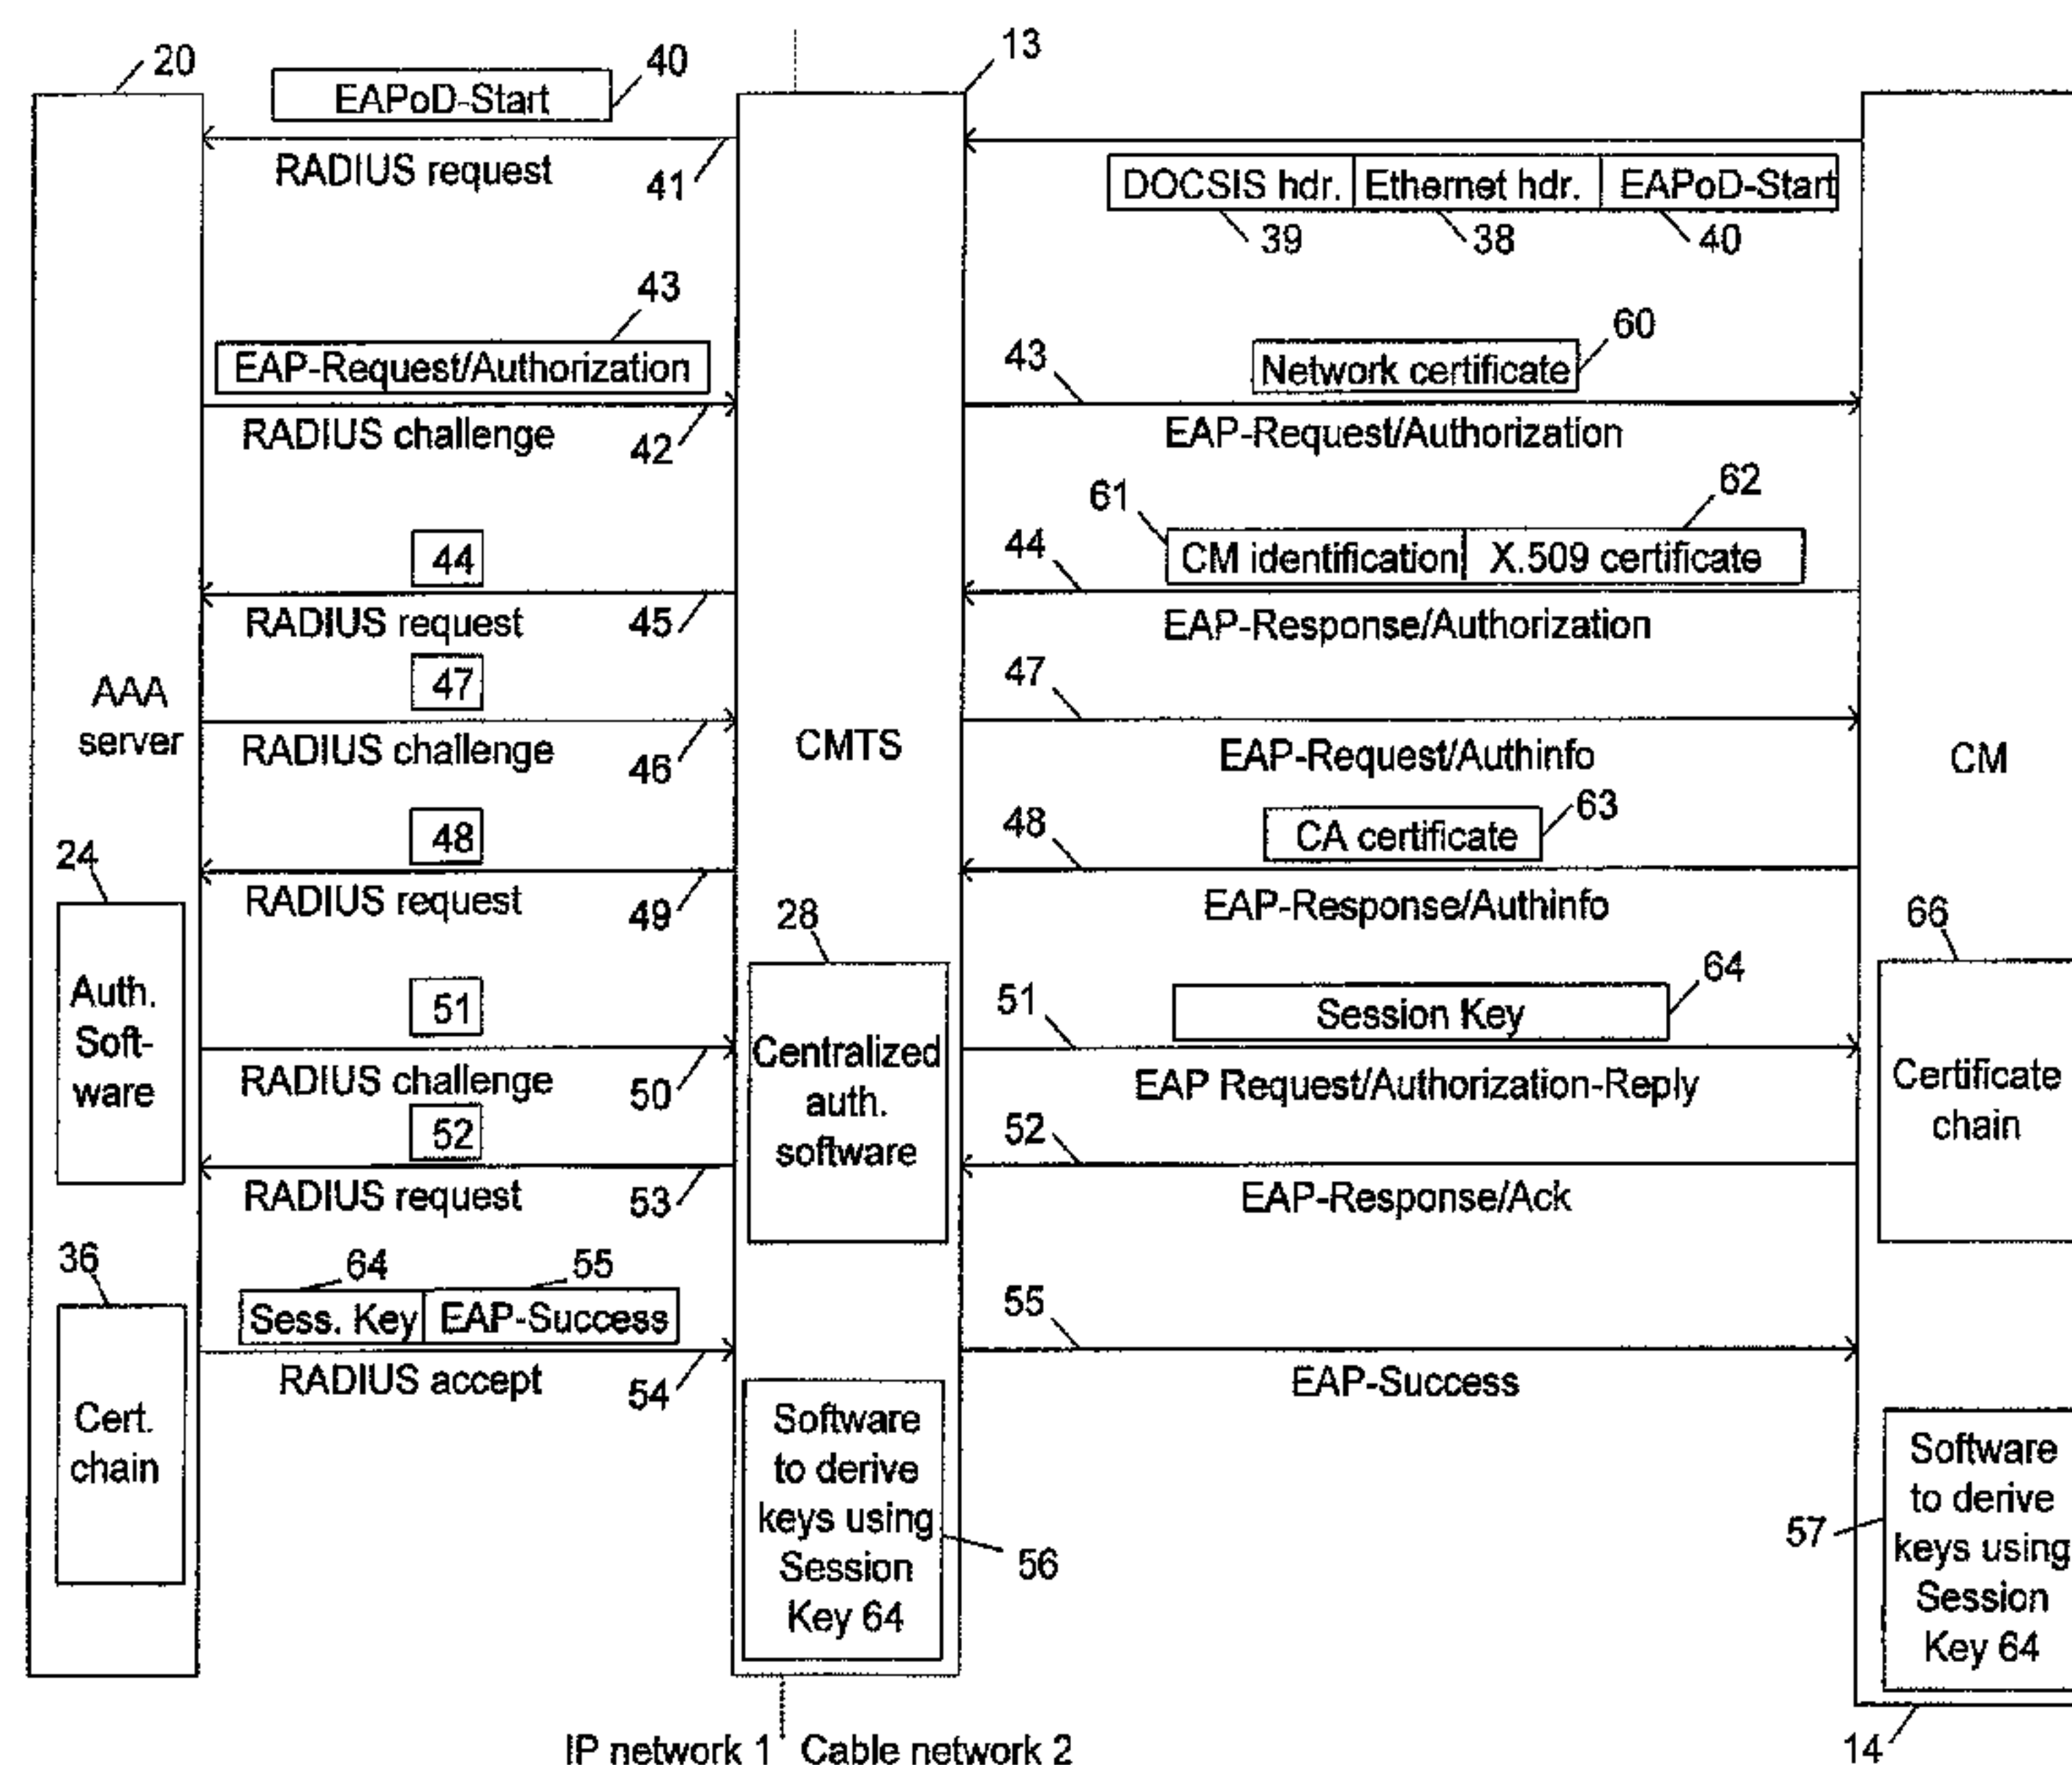 20
EAPoD-Start
40
13
RADIUS request
41
DOCSIS hdr. Ethernet hdr. EAPoD-Start
39
38
40
43
EAP-Request/Authorization
RADIUS challenge
42
43
Network certificate
60
EAP-Request/Authorization
61
62
44
CM identification X.509 certificate
EAP-Response/Authorization
44
RADIUS request
45
47
RADIUS challenge
46
47
EAP-Request/Authinfo
AAA
server
CMTS
CM
48
RADIUS request
49
48
CA certificate
63
EAP-Response/Authinfo
24
Auth.
Soft-
ware
28
Centralized
auth.
software
66
Certificate
chain
51
RADIUS challenge
50
51
Session Key
64
EAP Request/Authorization-Reply
52
RADIUS request
53
52
EAP-Response/Ack
36
Cert.
chain
64
55
Sess. Key EAP-Success
RADIUS accept
54
55
EAP-Success
Software
to derive
keys using
Session
Key 64
56
57
Software
to derive
keys using
Session
Key 64
14
IP network 1
Cable network 2